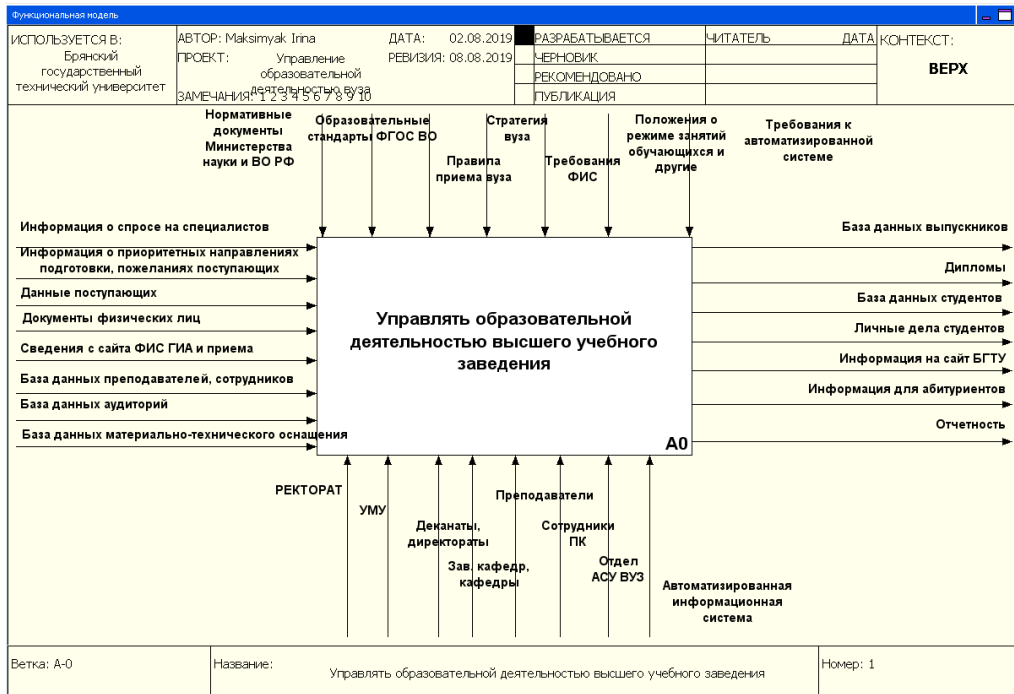 Функциональная модель
ИСПОЛЬЗУЕТСЯ В:
Брянский
государственный
технический университет
АВТОР: Maksimyak Irina
ДАТА: 02.08.2019
ПРОЕКТ: Управление
образовательной
деятельностью вуза
РЕВИЗИЯ: 08.08.2019
ЗАМЕЧАНИЯ: 1 2 3 4 5 6 7 8 9 10
РАЗРАБАТЫВАЕТСЯ
ЧЕРНОВИК
РЕКОМЕНДОВАНО
ПУБЛИКАЦИЯ
ЧИТАТЕЛЬ
ДАТА
КОНТЕКСТ:
ВЕРХ
Нормативные
документы
Министерства
науки и ВО РФ
Образовательные
стандарты ФГОС ВО
Правила
приема вуза
Стратегия
вуза
Требования
ФИС
Положения о
режиме занятий
обучающихся и
другие
Требования к
автоматизированной
системе
Информация о спросе на специалистов
Информация о приоритетных направлениях
подготовки, пожеланиях поступающих
Данные поступающих
Документы физических лиц
Сведения с сайта ФИС ГИА и приема
База данных преподавателей, сотрудников
База данных аудиторий
База данных материально-технического оснащения
Управлять образовательной
деятельностью высшего учебного
заведения
A0
База данных выпускников
Дипломы
База данных студентов
Личные дела студентов
Информация на сайт БГТУ
Информация для абитуриентов
Отчетность
РЕКТОРАТ
УМУ
Деканаты,
директораты
Зав. кафедр,
кафедры
Преподаватели
Сотрудники
ПК
Отдел
АСУ ВУЗ
Автоматизированная
информационная
система
Ветка: A-0
Название:
Управлять образовательной деятельностью высшего учебного заведения
Номер: 1